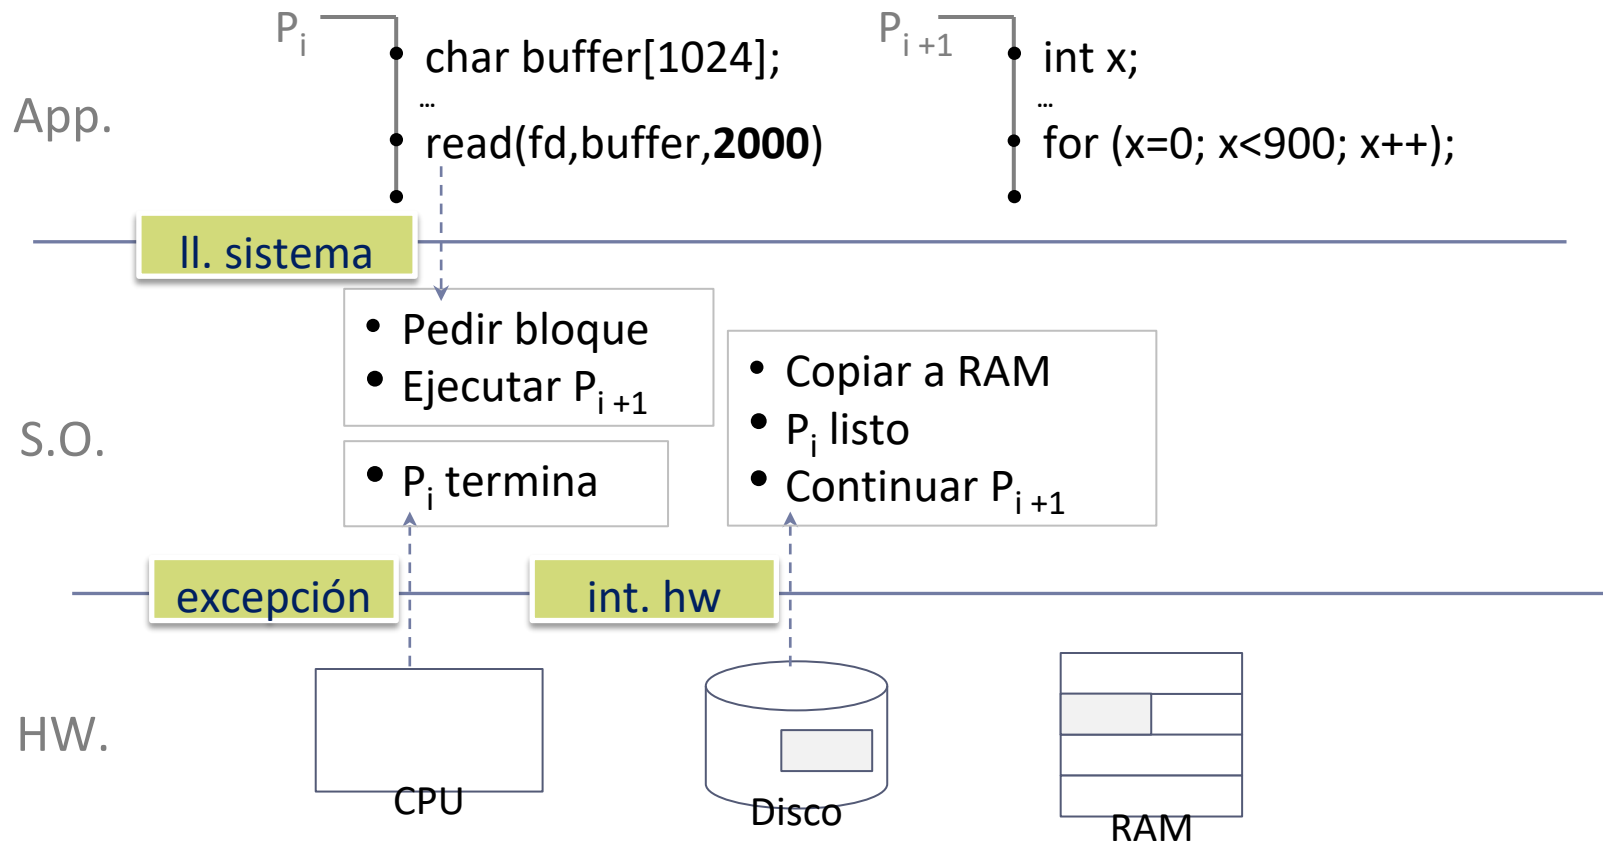 Pi
char buffer[1024];
...
read(fd,buffer,2000)
Pi +1
int x;
...
for (x=0; x<900; x++);
App.
ll. sistema
• Pedir bloque
• Ejecutar Pi +1
• Pi termina
• Copiar a RAM
• Pi listo
• Continuar Pi +1
S.O.
excepción
int. hw
HW.
CPU
Disco
RAM